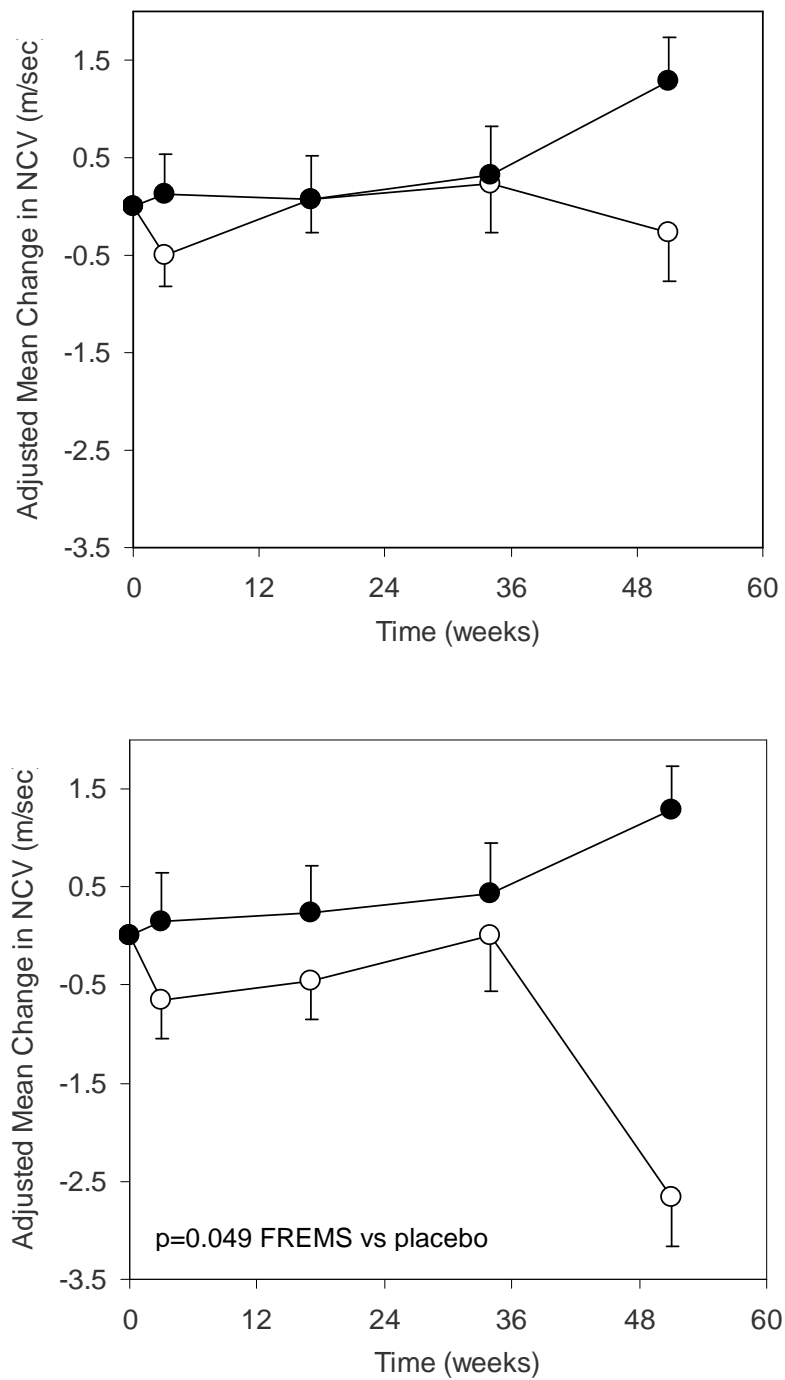 Adjusted Mean Change in NCV (m/sec)
1.5
0.5
-0.5
-1.5
-2.5
-3.5
0 12 24 36 48 60
Time (weeks)
Adjusted Mean Change in NCV (m/sec)
1.5
0.5
-0.5
-1.5
-2.5
p=0.049 FREMS vs placebo
-3.5
0 12 24 36 48 60
Time (weeks)